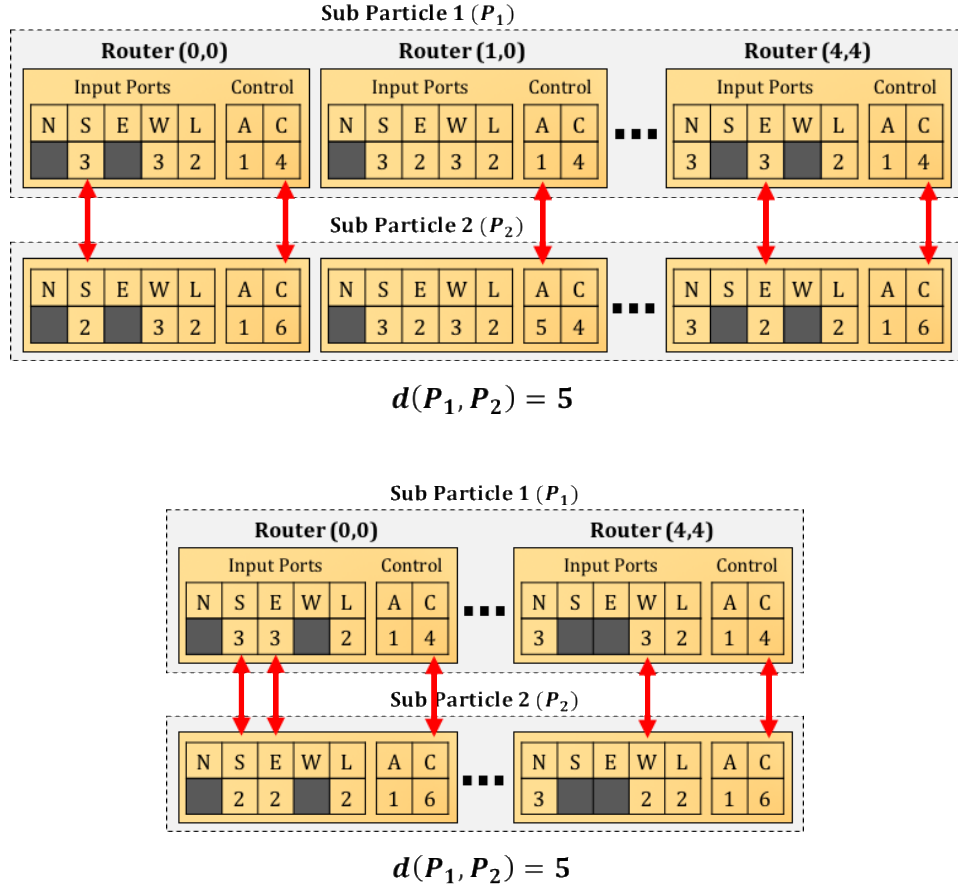 Sub Particle 1 (P₁)
Router (0,0) Router (1,0) Router (4,4)
Input Ports Control Input Ports Control Input Ports Control
N S E W L A C N S E W L A C ... N S E W L A C
3 3 2 1 4 3 2 3 2 1 4 3 3 2 1 4
Sub Particle 2 (P₂)
N S E W L A C N S E W L A C ... N S E W L A C
2 3 2 1 6 3 2 3 2 5 4 3 2 2 1 6
d(P₁, P₂) = 5
Sub Particle 1 (P₁)
Router (0,0) Router (4,4)
Input Ports Control Input Ports Control
N S E W L A C ... N S E W L A C
3 3 2 1 4 3 3 2 1 4
Sub Particle 2 (P₂)
N S E W L A C ... N S E W L A C
2 2 2 1 6 3 2 2 1 6
d(P₁, P₂) = 5